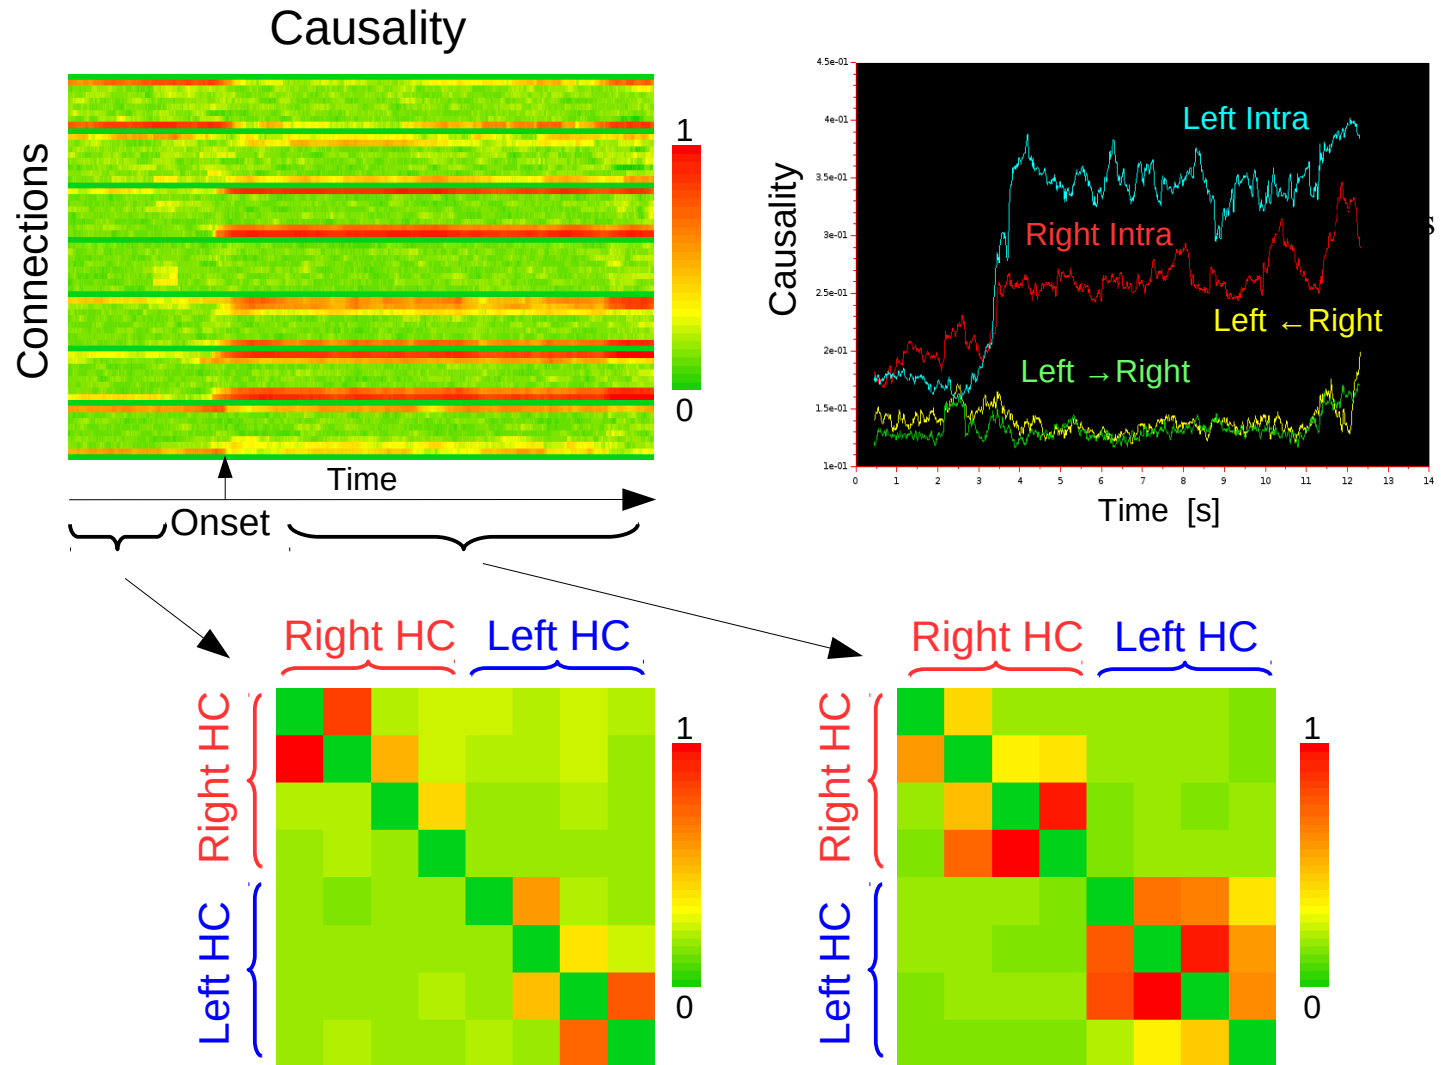 Causality
Connections
1
0
Time
Onset
4.5e-01
4e-01
3.5e-01
3e-01
2.5e-01
2e-01
1.5e-01
1e-01
Causality
Left Intra
Right Intra
Left ←Right
Left →Right
s
0 1 2 3 4 5 6 7 8 9 10 11 12 13 14
Time [s]
Right HC Left HC
Right HC
Left HC
1
0
Right HC Left HC
Right HC
Left HC
1
0